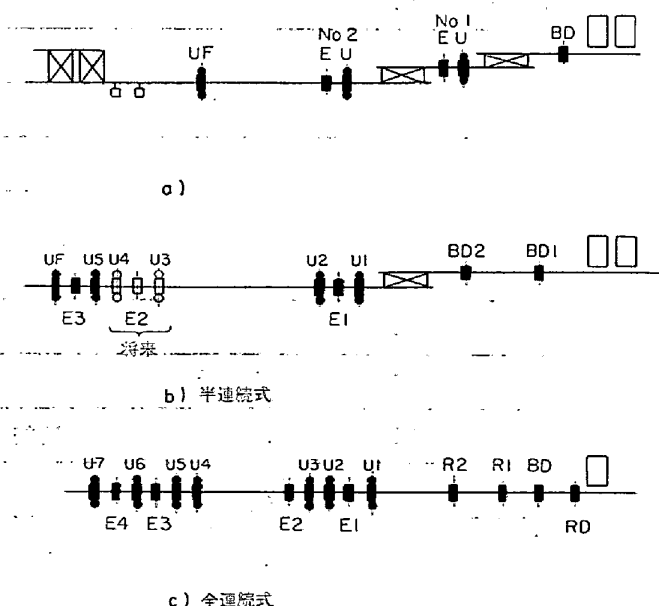 No 2
No 1
UF
E
U
E
U
BD
a)
UF
U5
U4
U3
U2
U1
BD2
BD1
E3
E2
E1
将来
b) 半連続式
U7
U6
U5
U4
U3
U2
U1
R2
R1
BD
E4
E3
E2
E1
RD
c) 全連続式